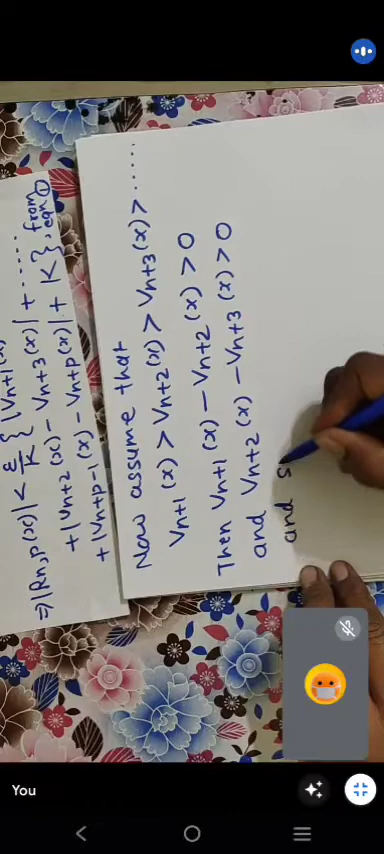 ⇒|Rn,p(x)| < ε/K { |Vn+1(x)
+ |Vn+2(x) − Vn+3(x)| + ......
+ |Vn+p−1(x) − Vn+p(x)| + K }, from eqn ①
Now assume that
Vn+1(x) > Vn+2(x) > Vn+3(x) > ......
Then Vn+1(x) − Vn+2(x) > 0
and Vn+2(x) − Vn+3(x) > 0
and s
You